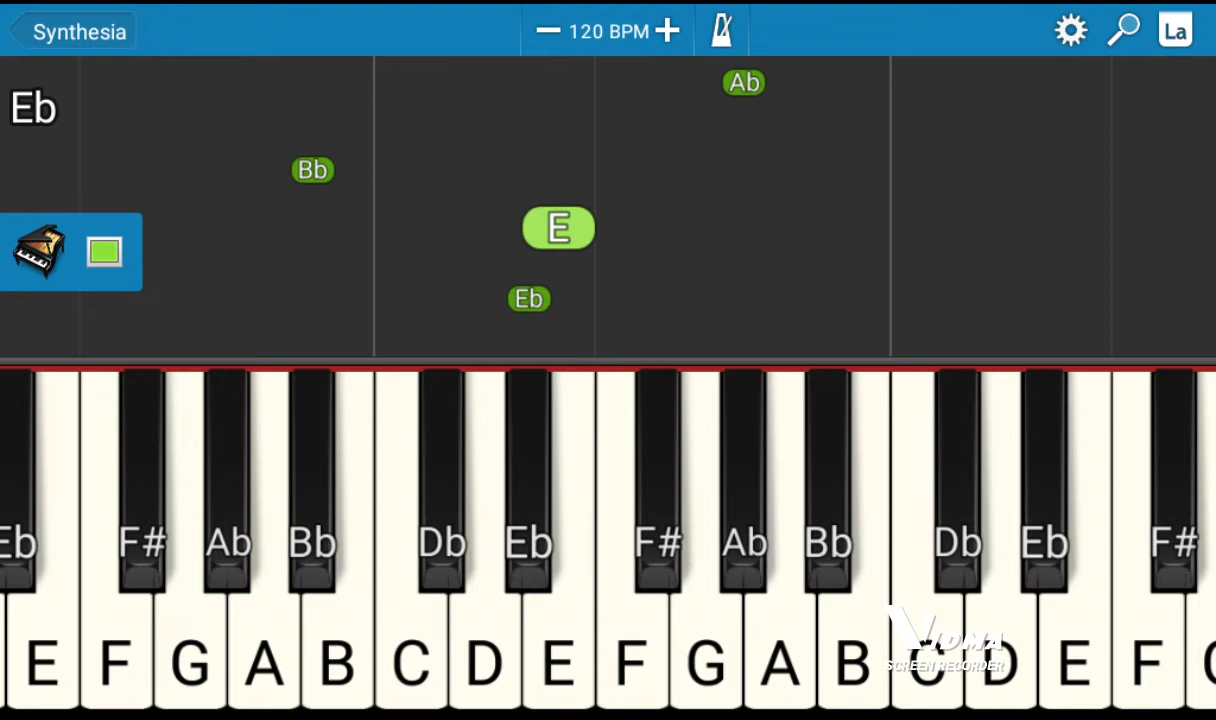 Synthesia
120 BPM
La
Ab
Eb
Bb
E
Eb
Eb F# Ab Bb Db Eb F# Ab Bb Db Eb F#
VIDMA
SCREEN RECORDER
E F G A B C D E F G A B C D E F